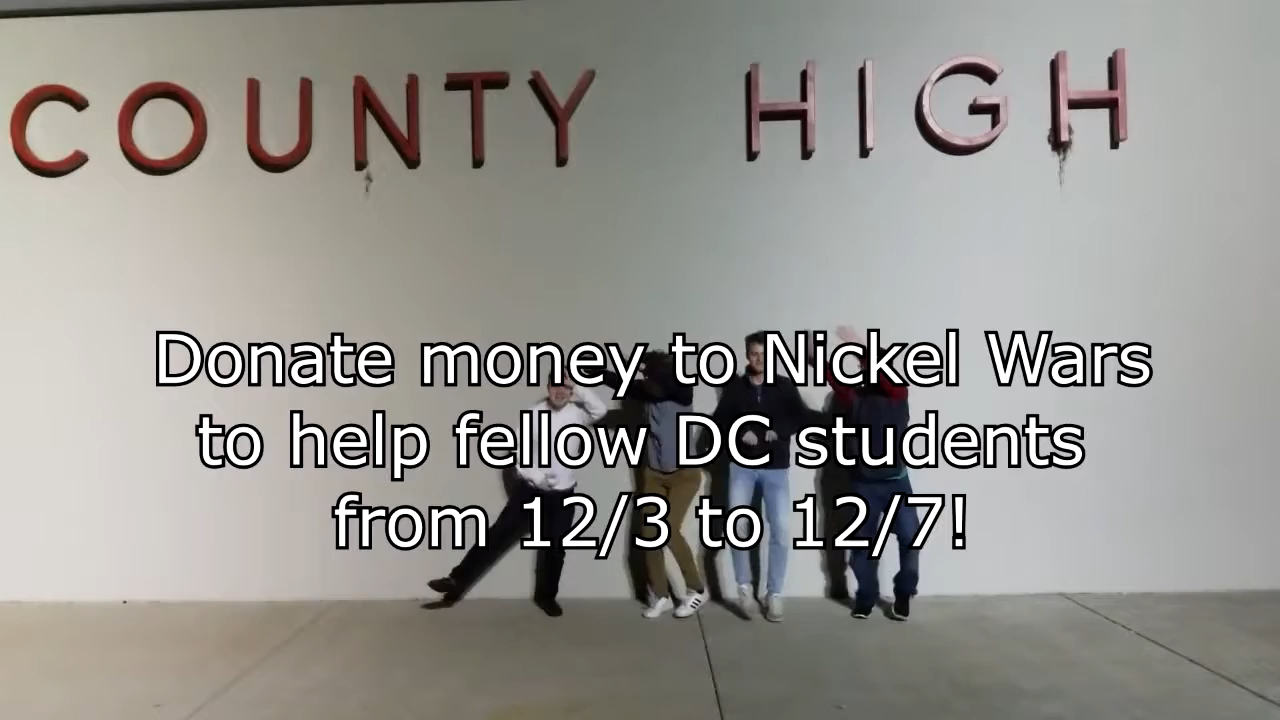 COUNTY HIGH
Donate money to Nickel Wars
to help fellow DC students
from 12/3 to 12/7!